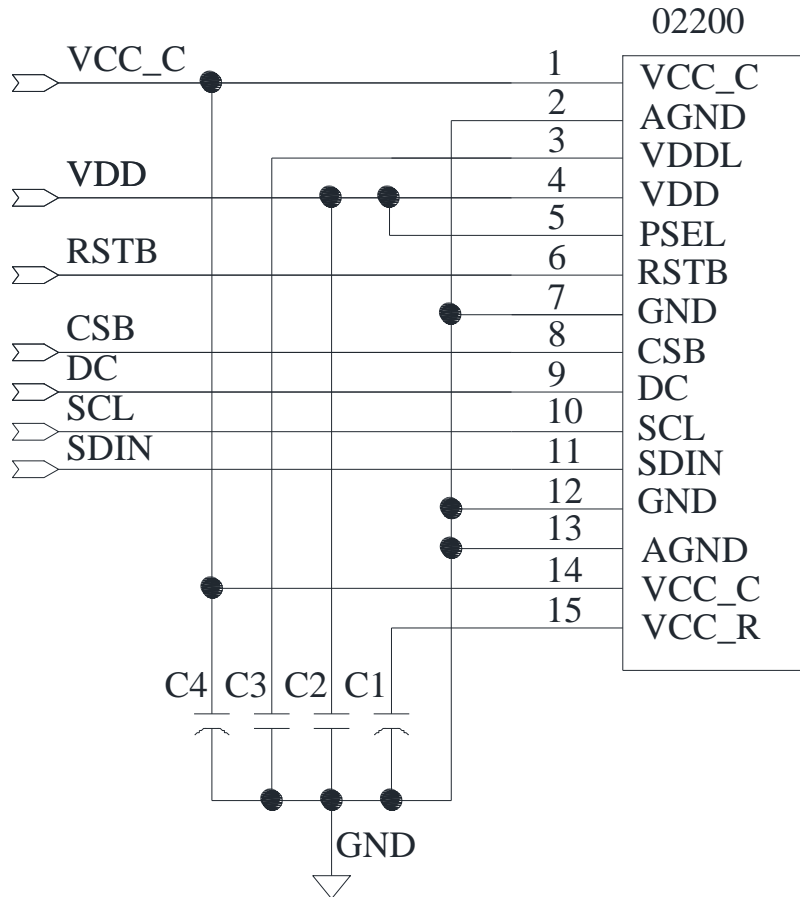 02200
VCC_C 1 VCC_C
2 AGND
3 VDDL
VDD 4 VDD
5 PSEL
RSTB 6 RSTB
7 GND
CSB 8 CSB
DC 9 DC
SCL 10 SCL
SDIN 11 SDIN
12 GND
13 AGND
14 VCC_C
15 VCC_R
C4 C3 C2 C1
GND